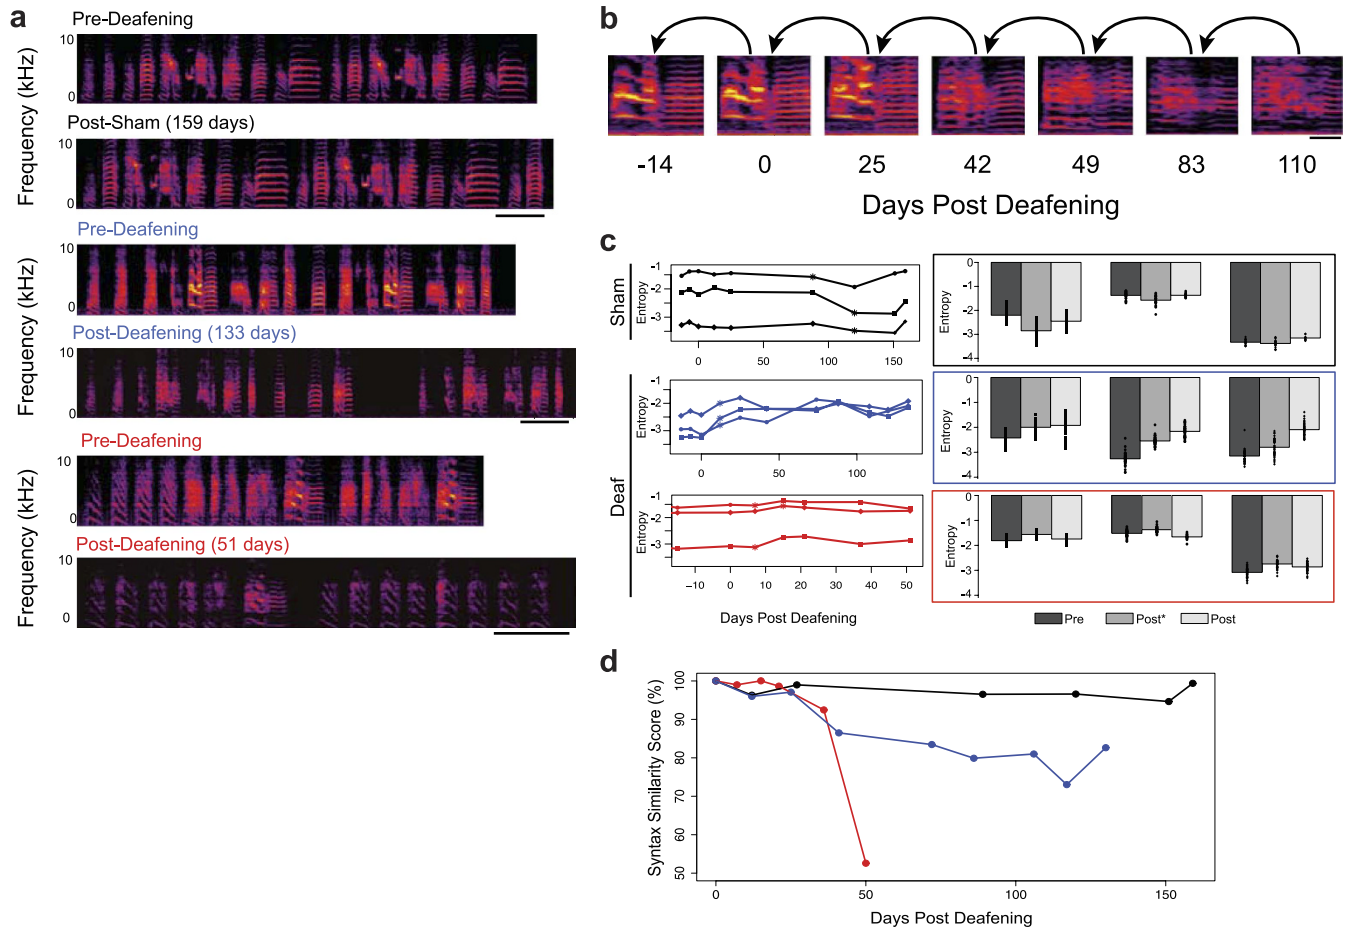 a
Pre-Deafening
10
0
Frequency (kHz)
Post-Sham (159 days)
10
0
Pre-Deafening
10
0
Frequency (kHz)
Post-Deafening (133 days)
10
0
Pre-Deafening
10
0
Frequency (kHz)
Post-Deafening (51 days)
10
0
b
-14 0 25 42 49 83 110
Days Post Deafening
c
Sham
Entropy
-1
-2
-3
0 50 100 150
Entropy
0
-1
-2
-3
-4
Deaf
Entropy
-1
-2
-3
0 50 100
Entropy
0
-1
-2
-3
-4
Entropy
-1
-2
-3
-10 0 10 20 30 40 50
Entropy
0
-1
-2
-3
-4
Days Post Deafening
Pre Post* Post
d
Syntax Similarity Score (%)
100
90
80
70
60
50
0 50 100 150
Days Post Deafening